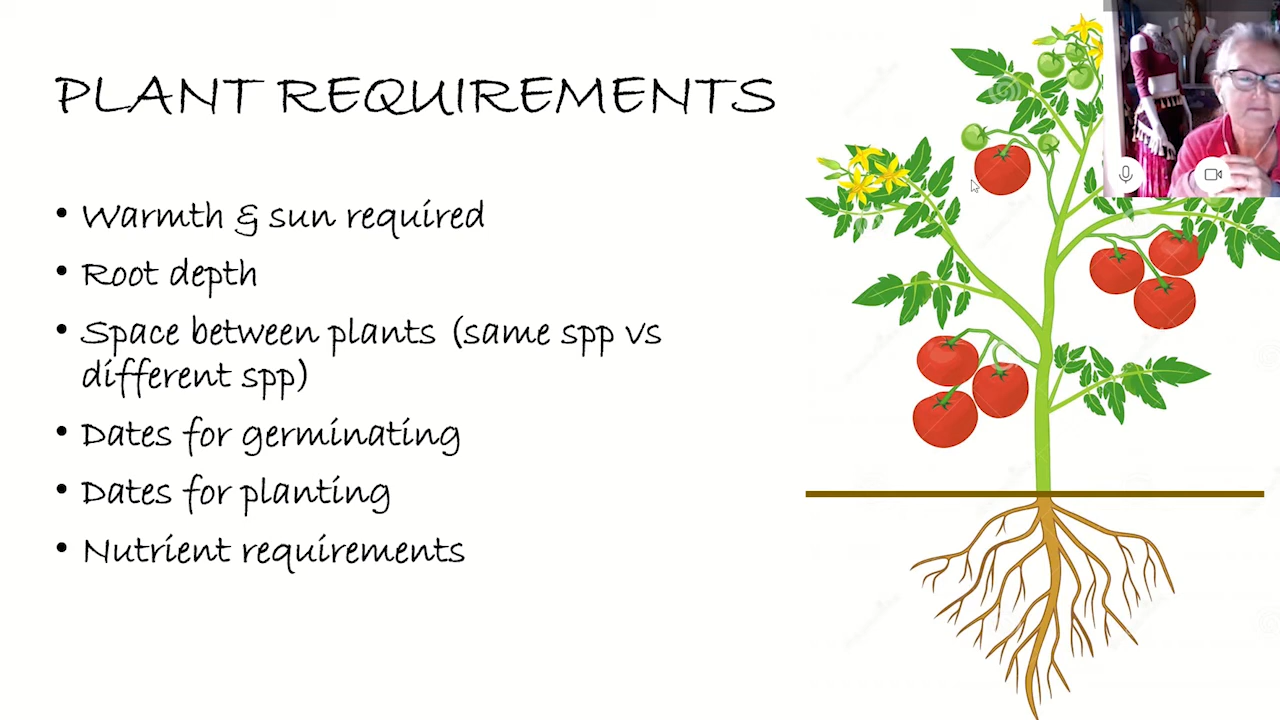 PLANT REQUIREMENTS
• Warmth & sun required
• Root depth
• Space between plants (same spp vs
different spp)
• Dates for germinating
• Dates for planting
• Nutrient requirements